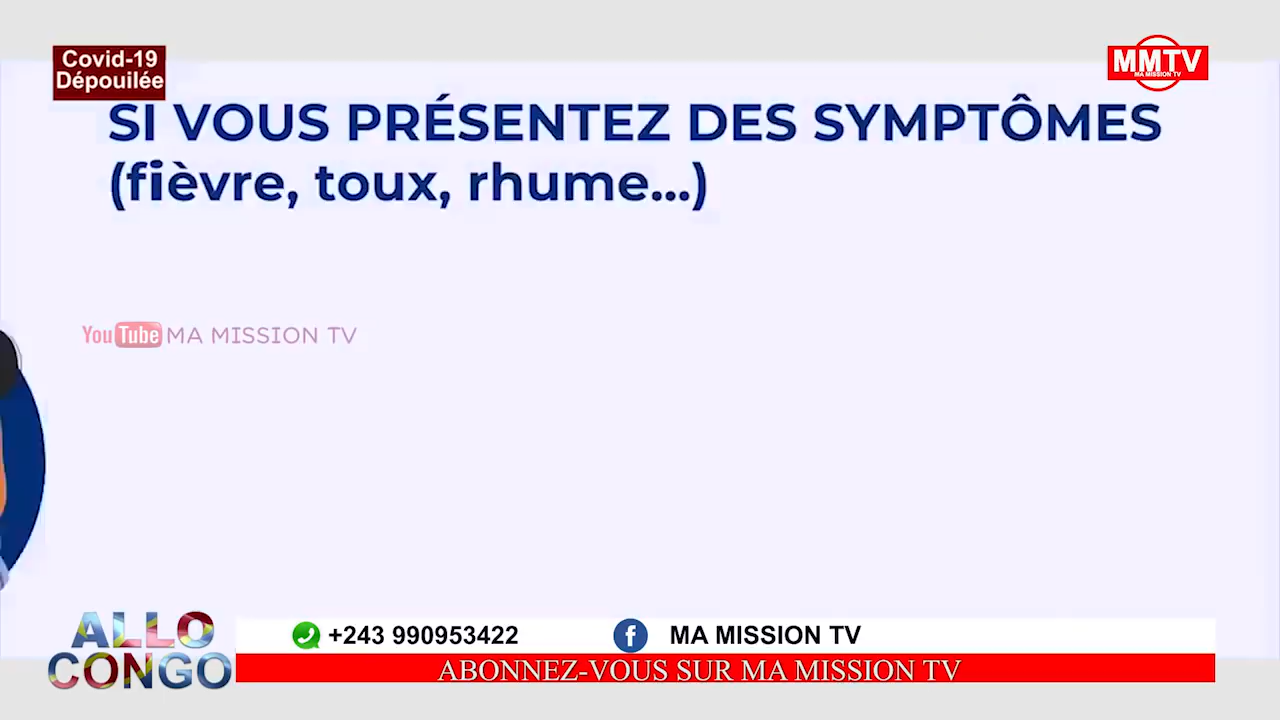 Covid-19
Dépouilée
MMTV
MA MISSION TV
SI VOUS PRÉSENTEZ DES SYMPTÔMES
(fièvre, toux, rhume...)
YouTube MA MISSION TV
ALLO
CONGO
+243 990953422
MA MISSION TV
ABONNEZ-VOUS SUR MA MISSION TV